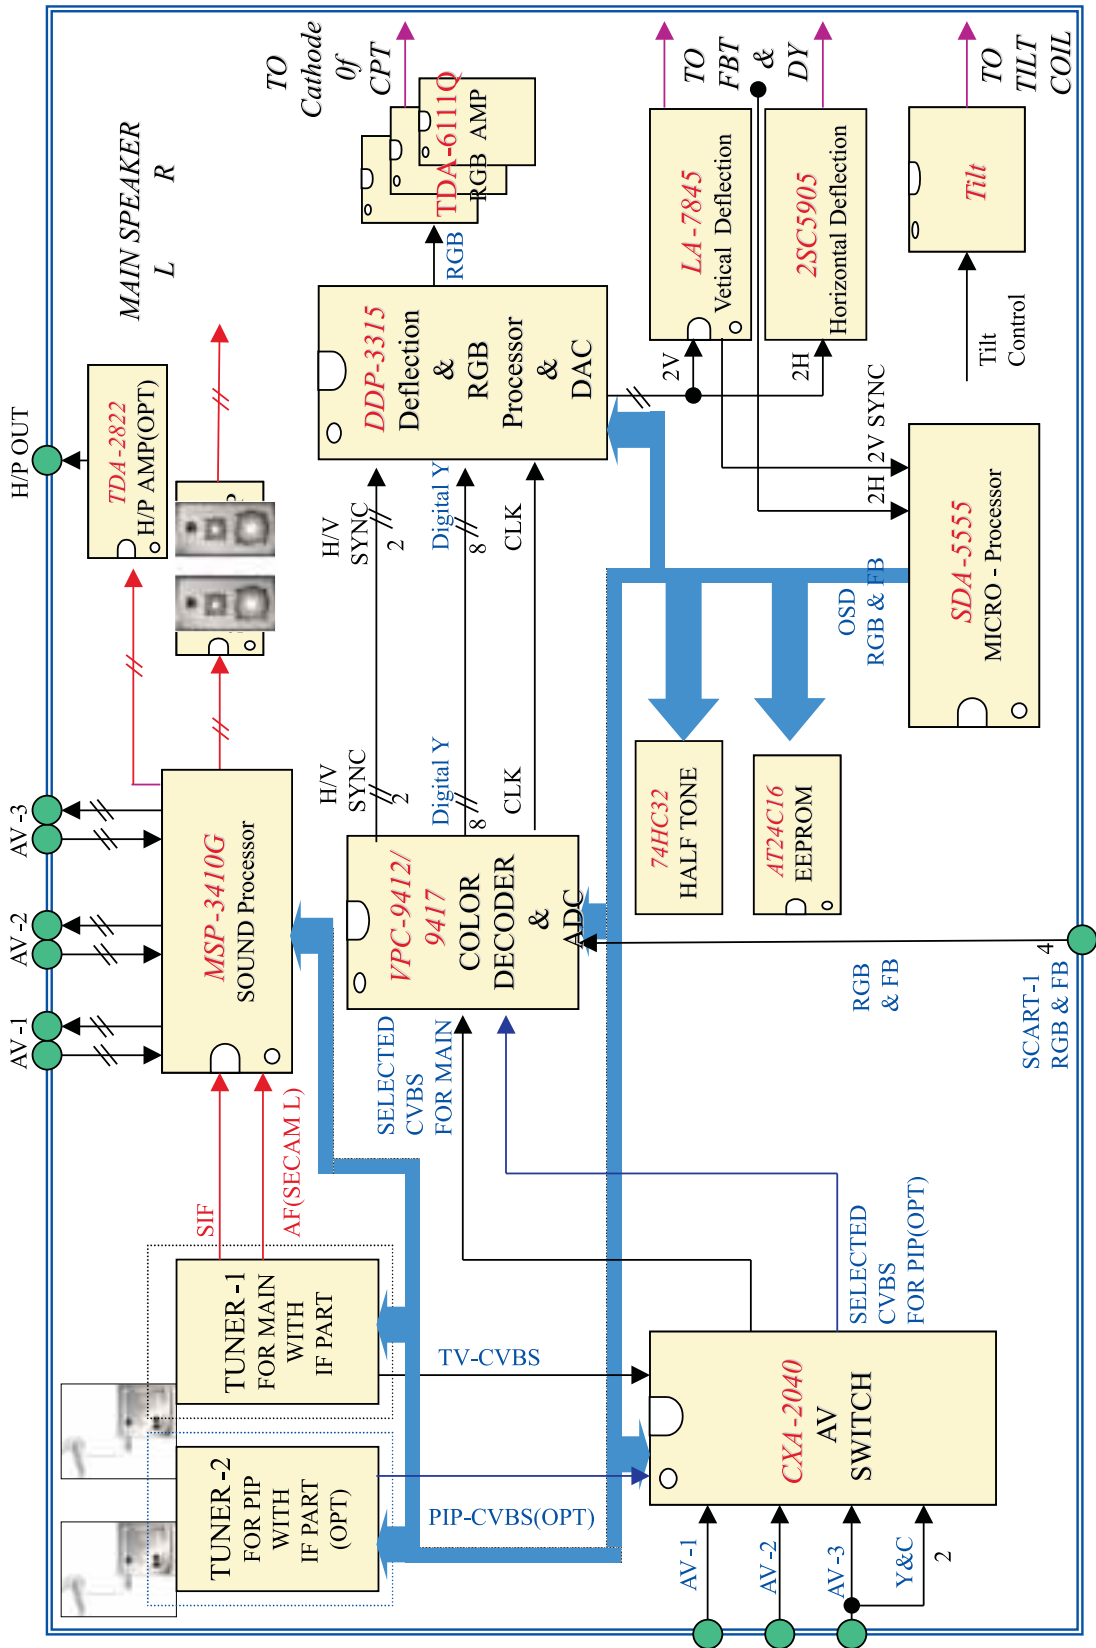 TUNER-2
FOR PIP
WITH
IF PART
(OPT)
TUNER-1
FOR MAIN
WITH
IF PART
SIF
AF(SECAM L)
TV-CVBS
PIP-CVBS(OPT)
AV-1
AV-2
AV-3
Y&C
2
CXA-2040
AV
SWITCH
SELECTED
CVBS
FOR MAIN
SELECTED
CVBS
FOR PIP(OPT)
AV-1
AV-2
AV-3
MSP-3410G
SOUND Processor
H/P OUT
TDA-2822
H/P AMP(OPT)
MAIN SPEAKER
L R
VPC-9412/
9417
COLOR
DECODER
&
ADC
H/V
SYNC
2
Digital Y
8
CLK
H/V
SYNC
2
Digital Y
8
CLK
DDP-3315
Deflection
&
RGB
Processor
&
DAC
RGB
TDA-6111Q
RGB AMP
TO
Cathode
0f
CPT
SCART-1
RGB & FB
4
RGB
& FB
74HC32
HALF TONE
AT24C16
EEPROM
OSD
RGB & FB
SDA-5555
MICRO - Processor
2H
2V SYNC
2V
2H
LA-7845
Vetical Deflection
2SC5905
Horizontal Deflection
TO
FBT
&
DY
Tilt
Control
Tilt
TO
TILT
COIL